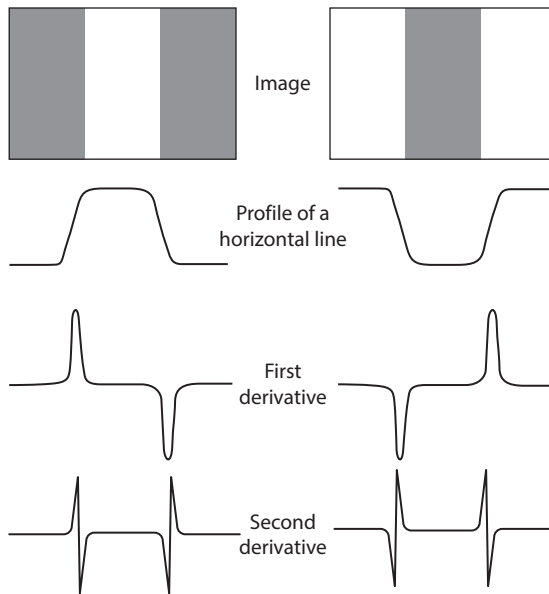 Image
Profile of a
horizontal line
First
derivative
Second
derivative